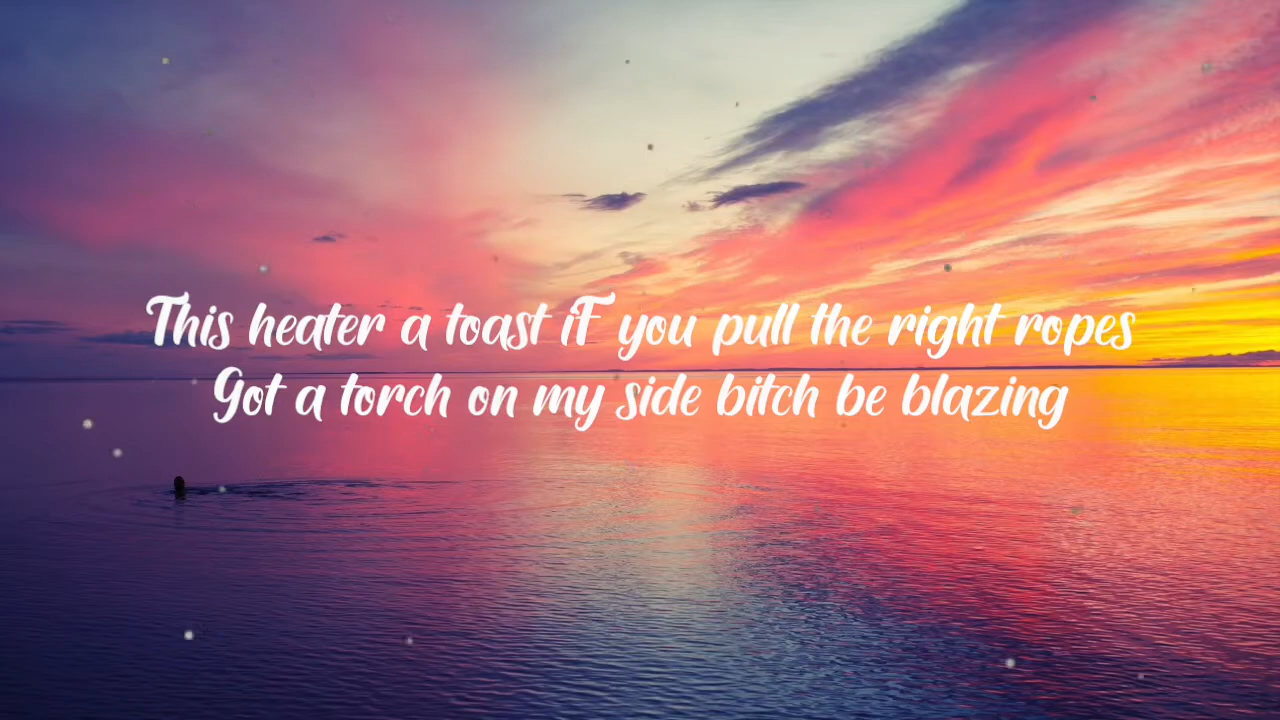 This heater a toast iF you pull the right ropes
Got a torch on my side bitch be blazing